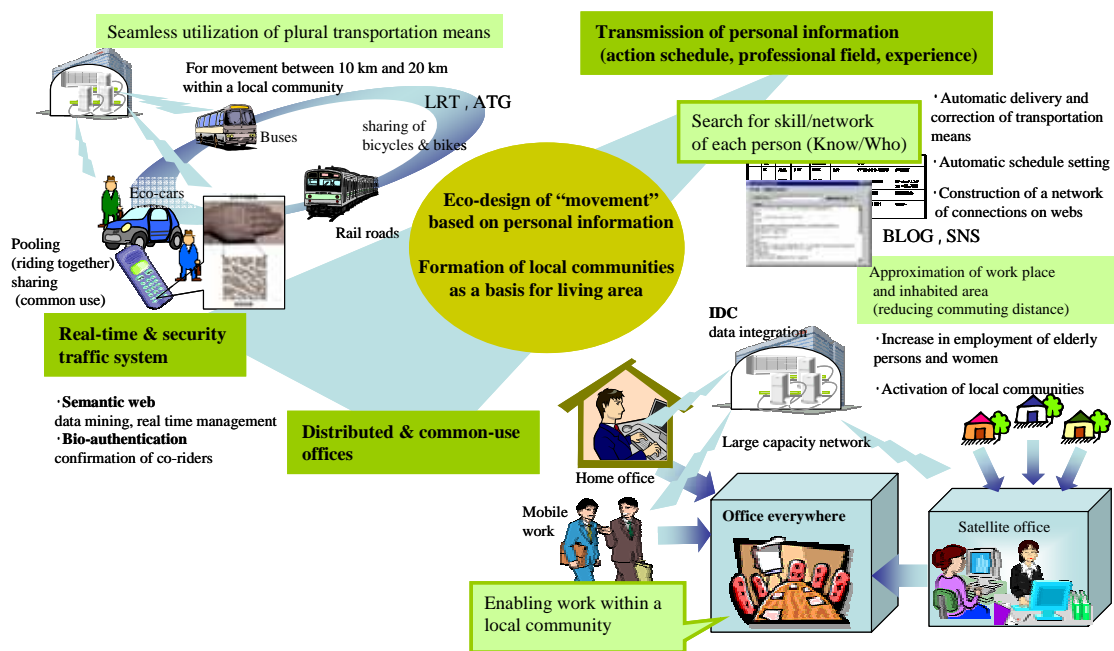 Seamless utilization of plural transportation means
For movement between 10 km and 20 km
within a local community
LRT , ATG
Buses
sharing of
bicycles & bikes
Eco-cars
Rail roads
Pooling
(riding together)
sharing
(common use)
Real-time & security
traffic system
·Semantic web
data mining, real time management
·Bio-authentication
confirmation of co-riders
Eco-design of “movement”
based on personal information
Formation of local communities
as a basis for living area
Transmission of personal information
(action schedule, professional field, experience)
Search for skill/network
of each person (Know/Who)
·Automatic delivery and
correction of transportation
means
·Automatic schedule setting
·Construction of a network
of connections on webs
BLOG , SNS
Approximation of work place
and inhabited area
(reducing commuting distance)
·Increase in employment of elderly
persons and women
·Activation of local communities
Distributed & common-use
offices
IDC
data integration
Large capacity network
Home office
Mobile
work
Office everywhere
Satellite office
Enabling work within a
local community